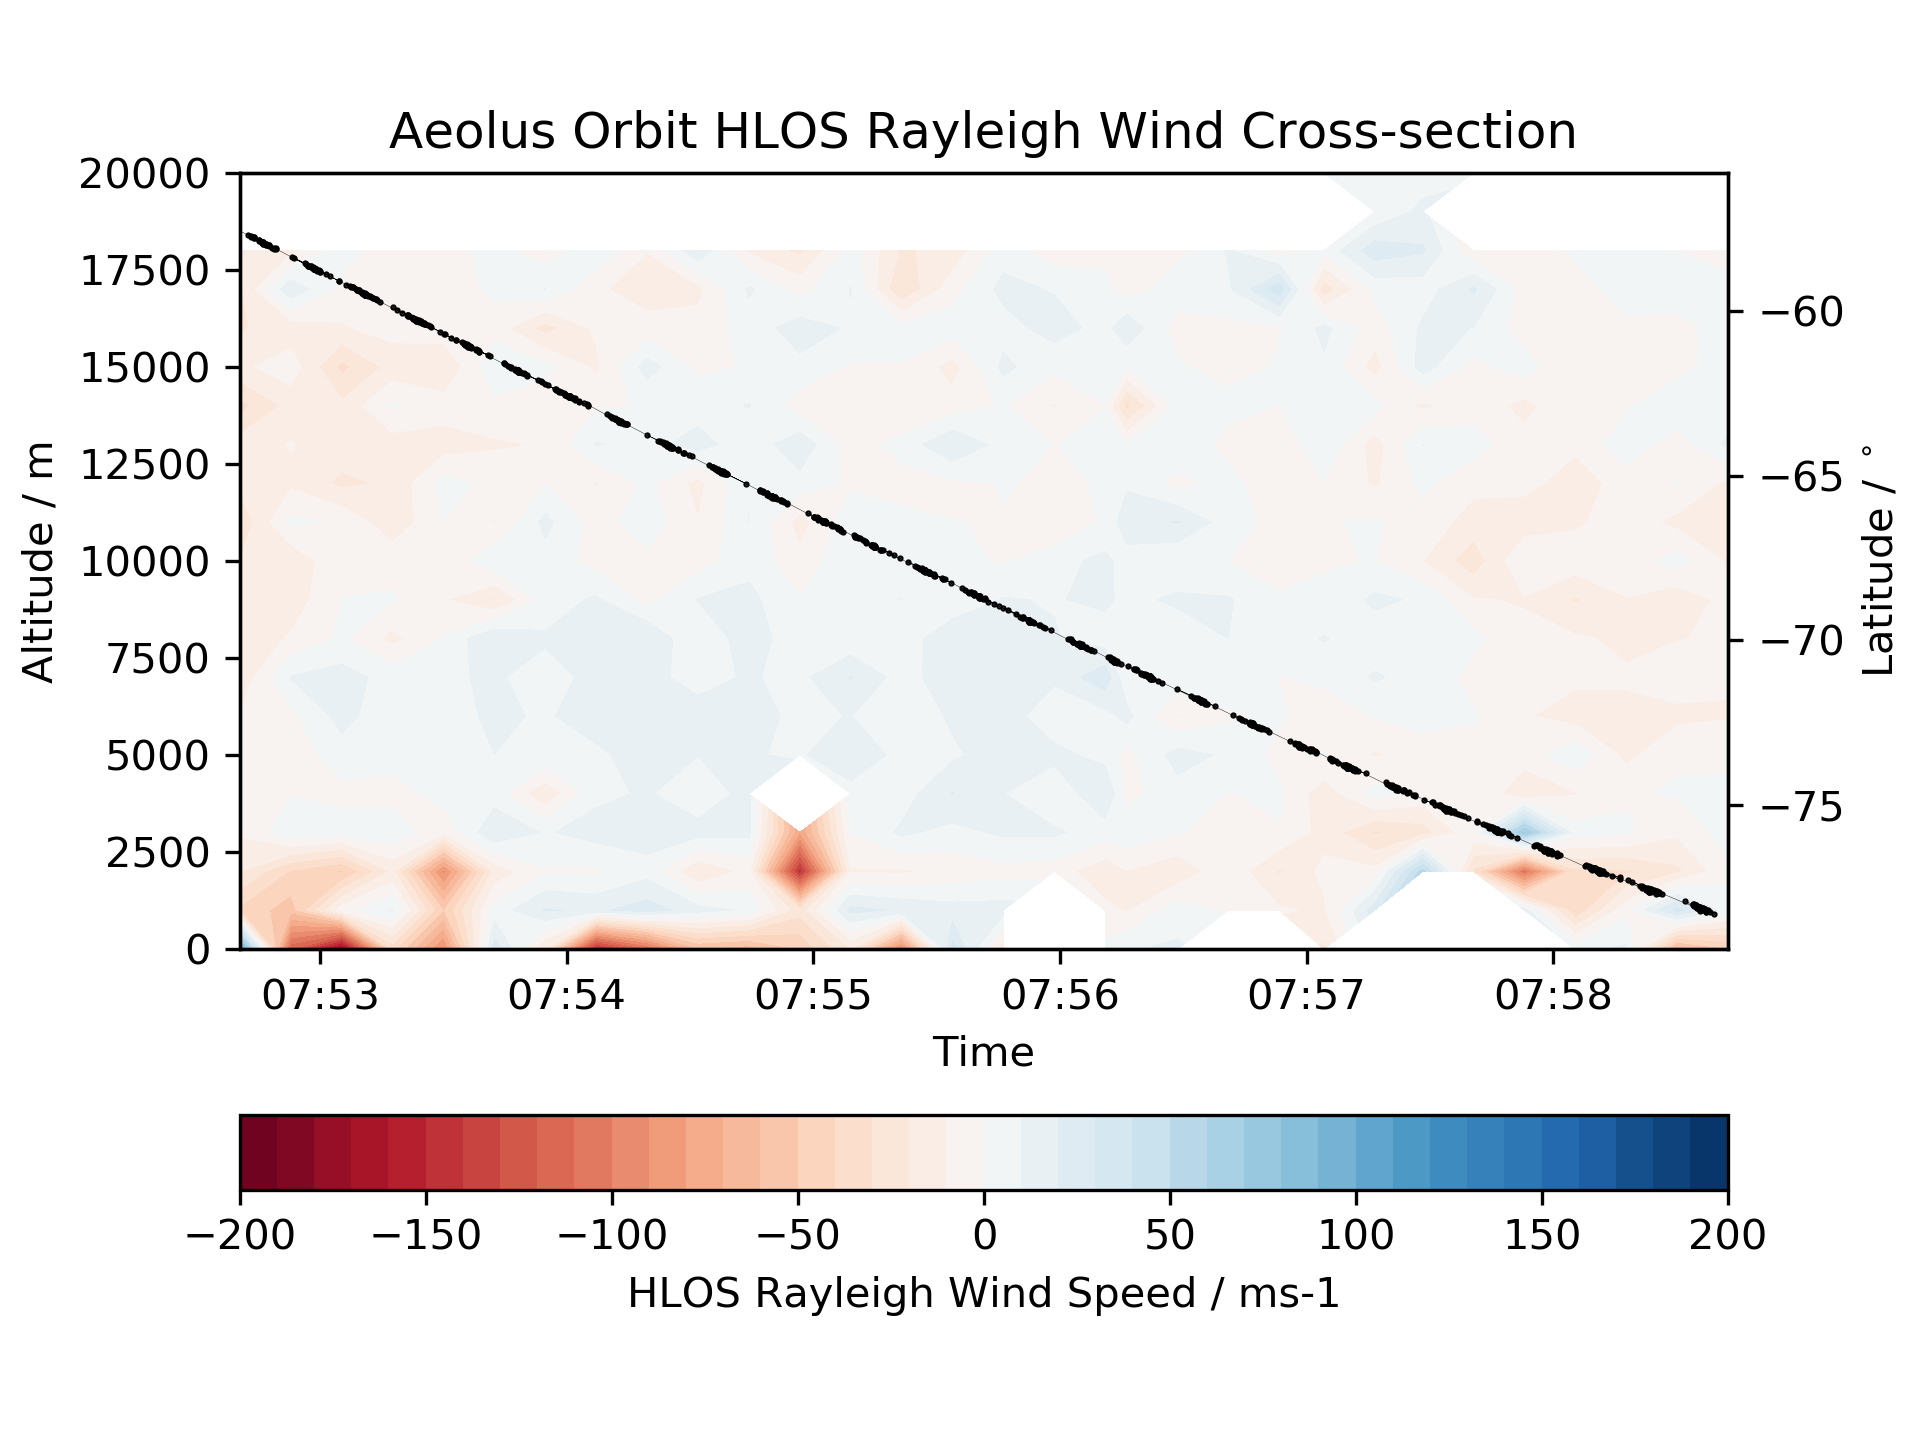 Aeolus Orbit HLOS Rayleigh Wind Cross-section
20000
17500
15000
12500
10000
7500
5000
2500
0
Altitude / m
−60
−65
−70
−75
Latitude / °
07:53 07:54 07:55 07:56 07:57 07:58
Time
−200 −150 −100 −50 0 50 100 150 200
HLOS Rayleigh Wind Speed / ms-1